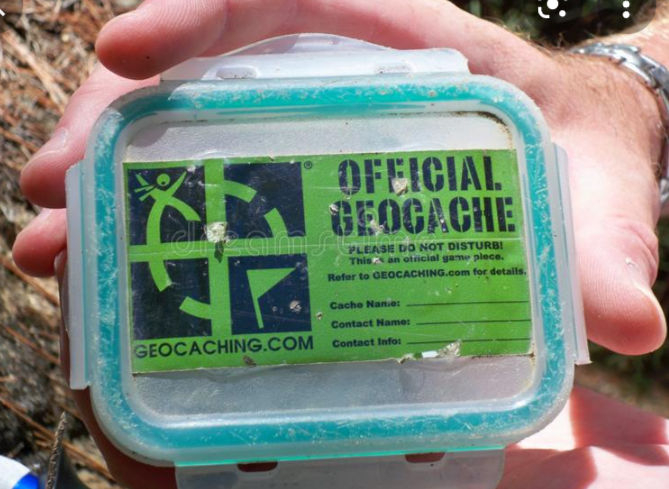 OFFICIAL
GEOCACHE
PLEASE DO NOT DISTURB!
This is an official game piece.
Refer to GEOCACHING.com for details.
Cache Name:
Contact Name:
Contact Info:
GEOCACHING.COM
®
dreamstime